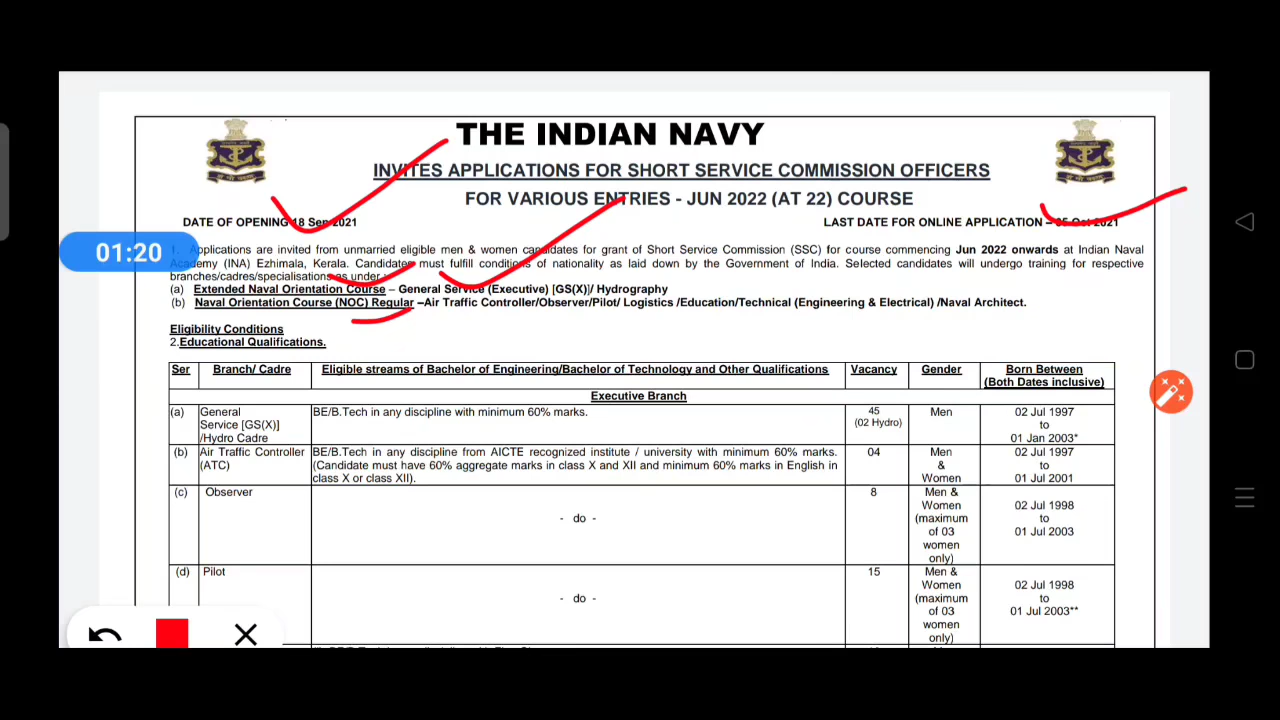 THE INDIAN NAVY
INVITES APPLICATIONS FOR SHORT SERVICE COMMISSION OFFICERS
FOR VARIOUS ENTRIES - JUN 2022 (AT 22) COURSE
DATE OF OPENING 18 Sep 2021
LAST DATE FOR ONLINE APPLICATION – 05 Oct 2021
01:20
1. Applications are invited from unmarried eligible men & women candidates for grant of Short Service Commission (SSC) for course commencing Jun 2022 onwards at Indian Naval
Academy (INA) Ezhimala, Kerala. Candidates must fulfill conditions of nationality as laid down by the Government of India. Selected candidates will undergo training for respective
branches/cadres/specialisations as under
(a) Extended Naval Orientation Course – General Service (Executive) [GS(X)]/ Hydrography
(b) Naval Orientation Course (NOC) Regular –Air Traffic Controller/Observer/Pilot/ Logistics /Education/Technical (Engineering & Electrical) /Naval Architect.
Eligibility Conditions
2.Educational Qualifications.
Ser Branch/ Cadre Eligible streams of Bachelor of Engineering/Bachelor of Technology and Other Qualifications Vacancy Gender Born Between
(Both Dates inclusive)
Executive Branch
(a) General BE/B.Tech in any discipline with minimum 60% marks. 45 Men 02 Jul 1997
Service [GS(X)] (02 Hydro) to
/Hydro Cadre 01 Jan 2003*
(b) Air Traffic Controller BE/B.Tech in any discipline from AICTE recognized institute / university with minimum 60% marks. 04 Men 02 Jul 1997
(ATC) (Candidate must have 60% aggregate marks in class X and XII and minimum 60% marks in English in & to
class X or class XII). Women 01 Jul 2001
(c) Observer 8 Men &
Women 02 Jul 1998
- do - (maximum to
of 03 01 Jul 2003
women
only)
(d) Pilot 15 Men &
Women 02 Jul 1998
- do - (maximum to
of 03 01 Jul 2003**
women
only)